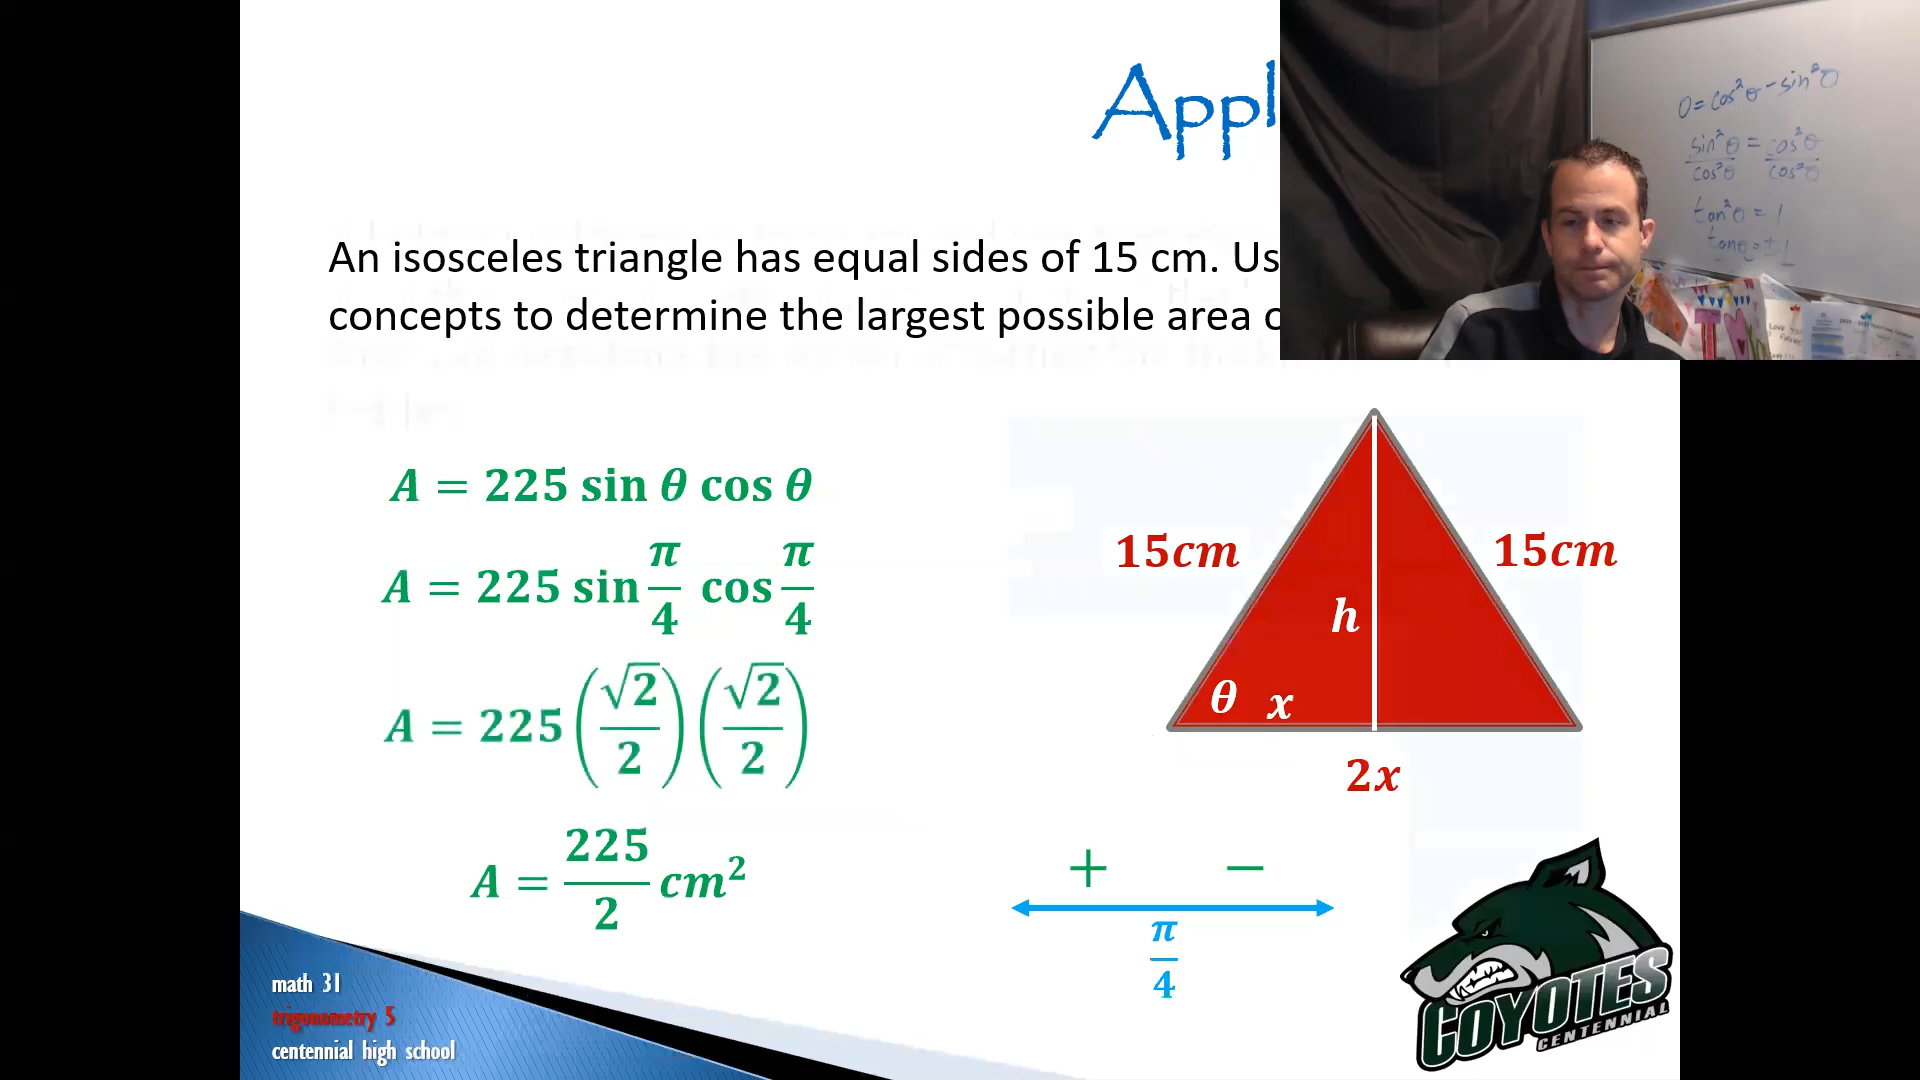 Appl
An isosceles triangle has equal sides of 15 cm. Us
concepts to determine the largest possible area
A = 225 sin θ cos θ
A = 225 sin π/4 cos π/4
A = 225 (√2/2) (√2/2)
A = 225/2 cm²
15cm
15cm
h
θ x
2x
+ −
π/4
math 31
trigonometry 5
centennial high school
COYOTES
CENTENNIAL
0 = cos²θ − sin²θ
sin²θ/cos²θ = cos²θ/cos²θ
tan²θ = 1
tanθ = ±1